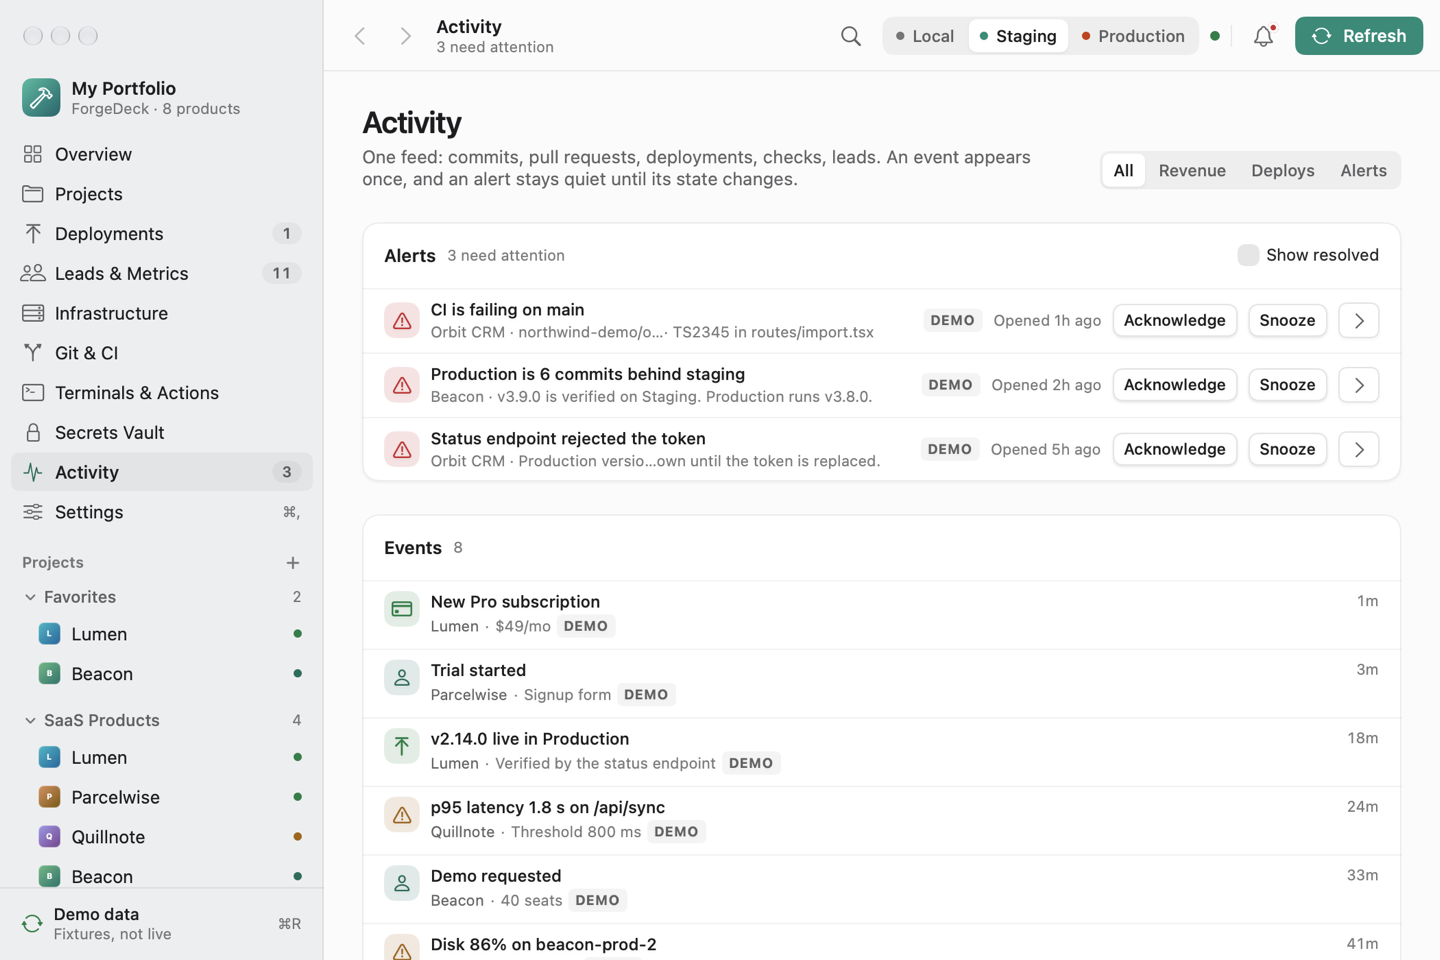 My Portfolio
ForgeDeck · 8 products
Overview
Projects
Deployments 1
Leads & Metrics 11
Infrastructure
Git & CI
Terminals & Actions
Secrets Vault
Activity 3
Settings ⌘,
Projects +
Favorites 2
L Lumen
B Beacon
SaaS Products 4
L Lumen
P Parcelwise
Q Quillnote
B Beacon
Demo data ⌘R
Fixtures, not live
Activity
3 need attention
Local Staging Production
Refresh
Activity
One feed: commits, pull requests, deployments, checks, leads. An event appears
once, and an alert stays quiet until its state changes.
All Revenue Deploys Alerts
Alerts 3 need attention Show resolved
CI is failing on main
Orbit CRM · northwind-demo/o...· TS2345 in routes/import.tsx
DEMO Opened 1h ago Acknowledge Snooze
Production is 6 commits behind staging
Beacon · v3.9.0 is verified on Staging. Production runs v3.8.0.
DEMO Opened 2h ago Acknowledge Snooze
Status endpoint rejected the token
Orbit CRM · Production versio...own until the token is replaced.
DEMO Opened 5h ago Acknowledge Snooze
Events 8
New Pro subscription 1m
Lumen · $49/mo DEMO
Trial started 3m
Parcelwise · Signup form DEMO
v2.14.0 live in Production 18m
Lumen · Verified by the status endpoint DEMO
p95 latency 1.8 s on /api/sync 24m
Quillnote · Threshold 800 ms DEMO
Demo requested 33m
Beacon · 40 seats DEMO
Disk 86% on beacon-prod-2 41m